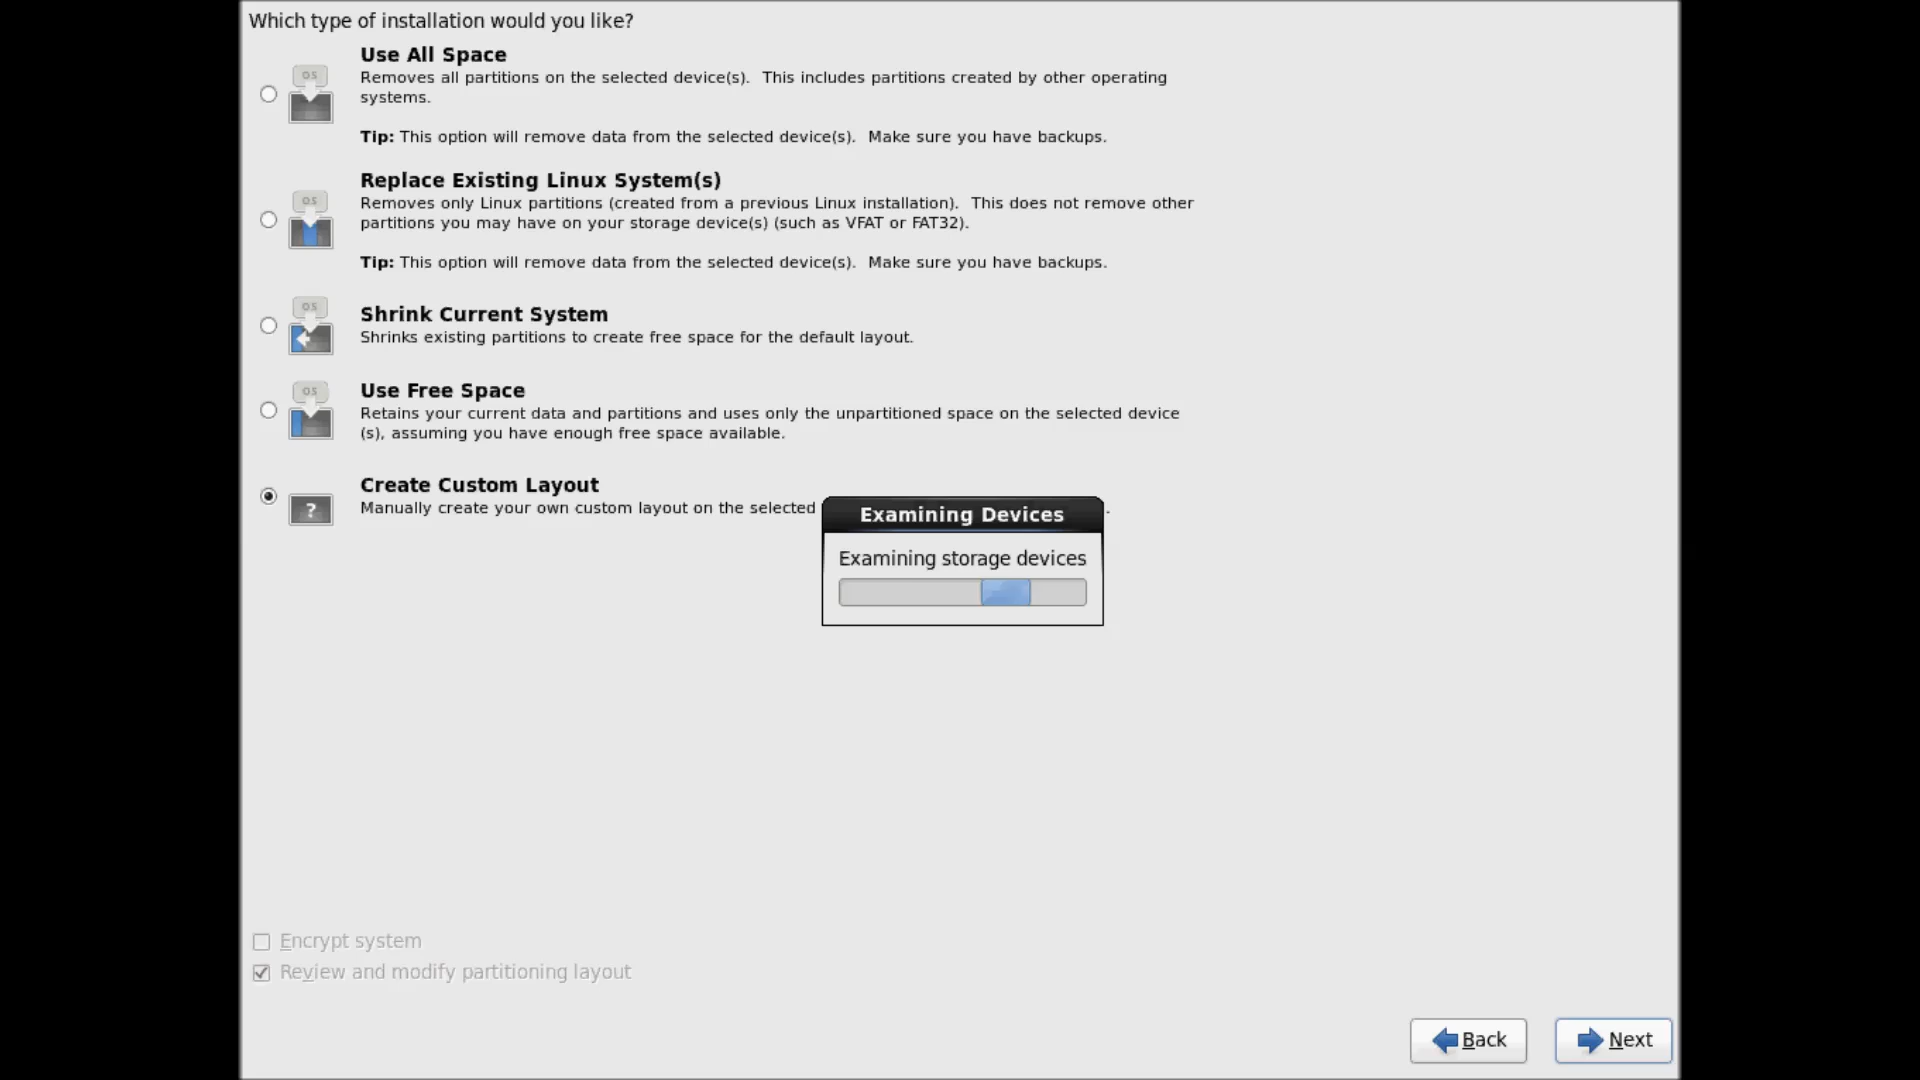 Which type of installation would you like?
OS
Use All Space
Removes all partitions on the selected device(s).  This includes partitions created by other operating
systems.
Tip: This option will remove data from the selected device(s).  Make sure you have backups.
OS
Replace Existing Linux System(s)
Removes only Linux partitions (created from a previous Linux installation).  This does not remove other
partitions you may have on your storage device(s) (such as VFAT or FAT32).
Tip: This option will remove data from the selected device(s).  Make sure you have backups.
OS
Shrink Current System
Shrinks existing partitions to create free space for the default layout.
OS
Use Free Space
Retains your current data and partitions and uses only the unpartitioned space on the selected device
(s), assuming you have enough free space available.
?
Create Custom Layout
Manually create your own custom layout on the selected
.
Examining Devices
Examining storage devices
Encrypt system
Review and modify partitioning layout
Back
Next